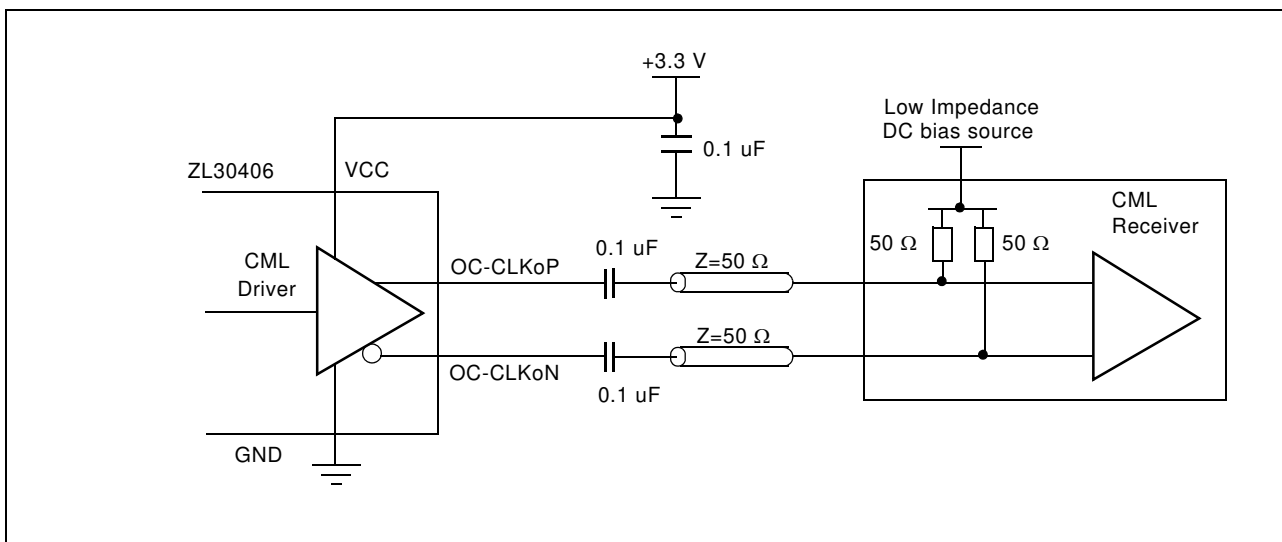 +3.3 V
0.1 uF
Low Impedance
DC bias source
ZL30406
VCC
CML
Receiver
50 Ω
50 Ω
CML
Driver
OC-CLKoP
0.1 uF
Z=50 Ω
Z=50 Ω
OC-CLKoN
0.1 uF
GND